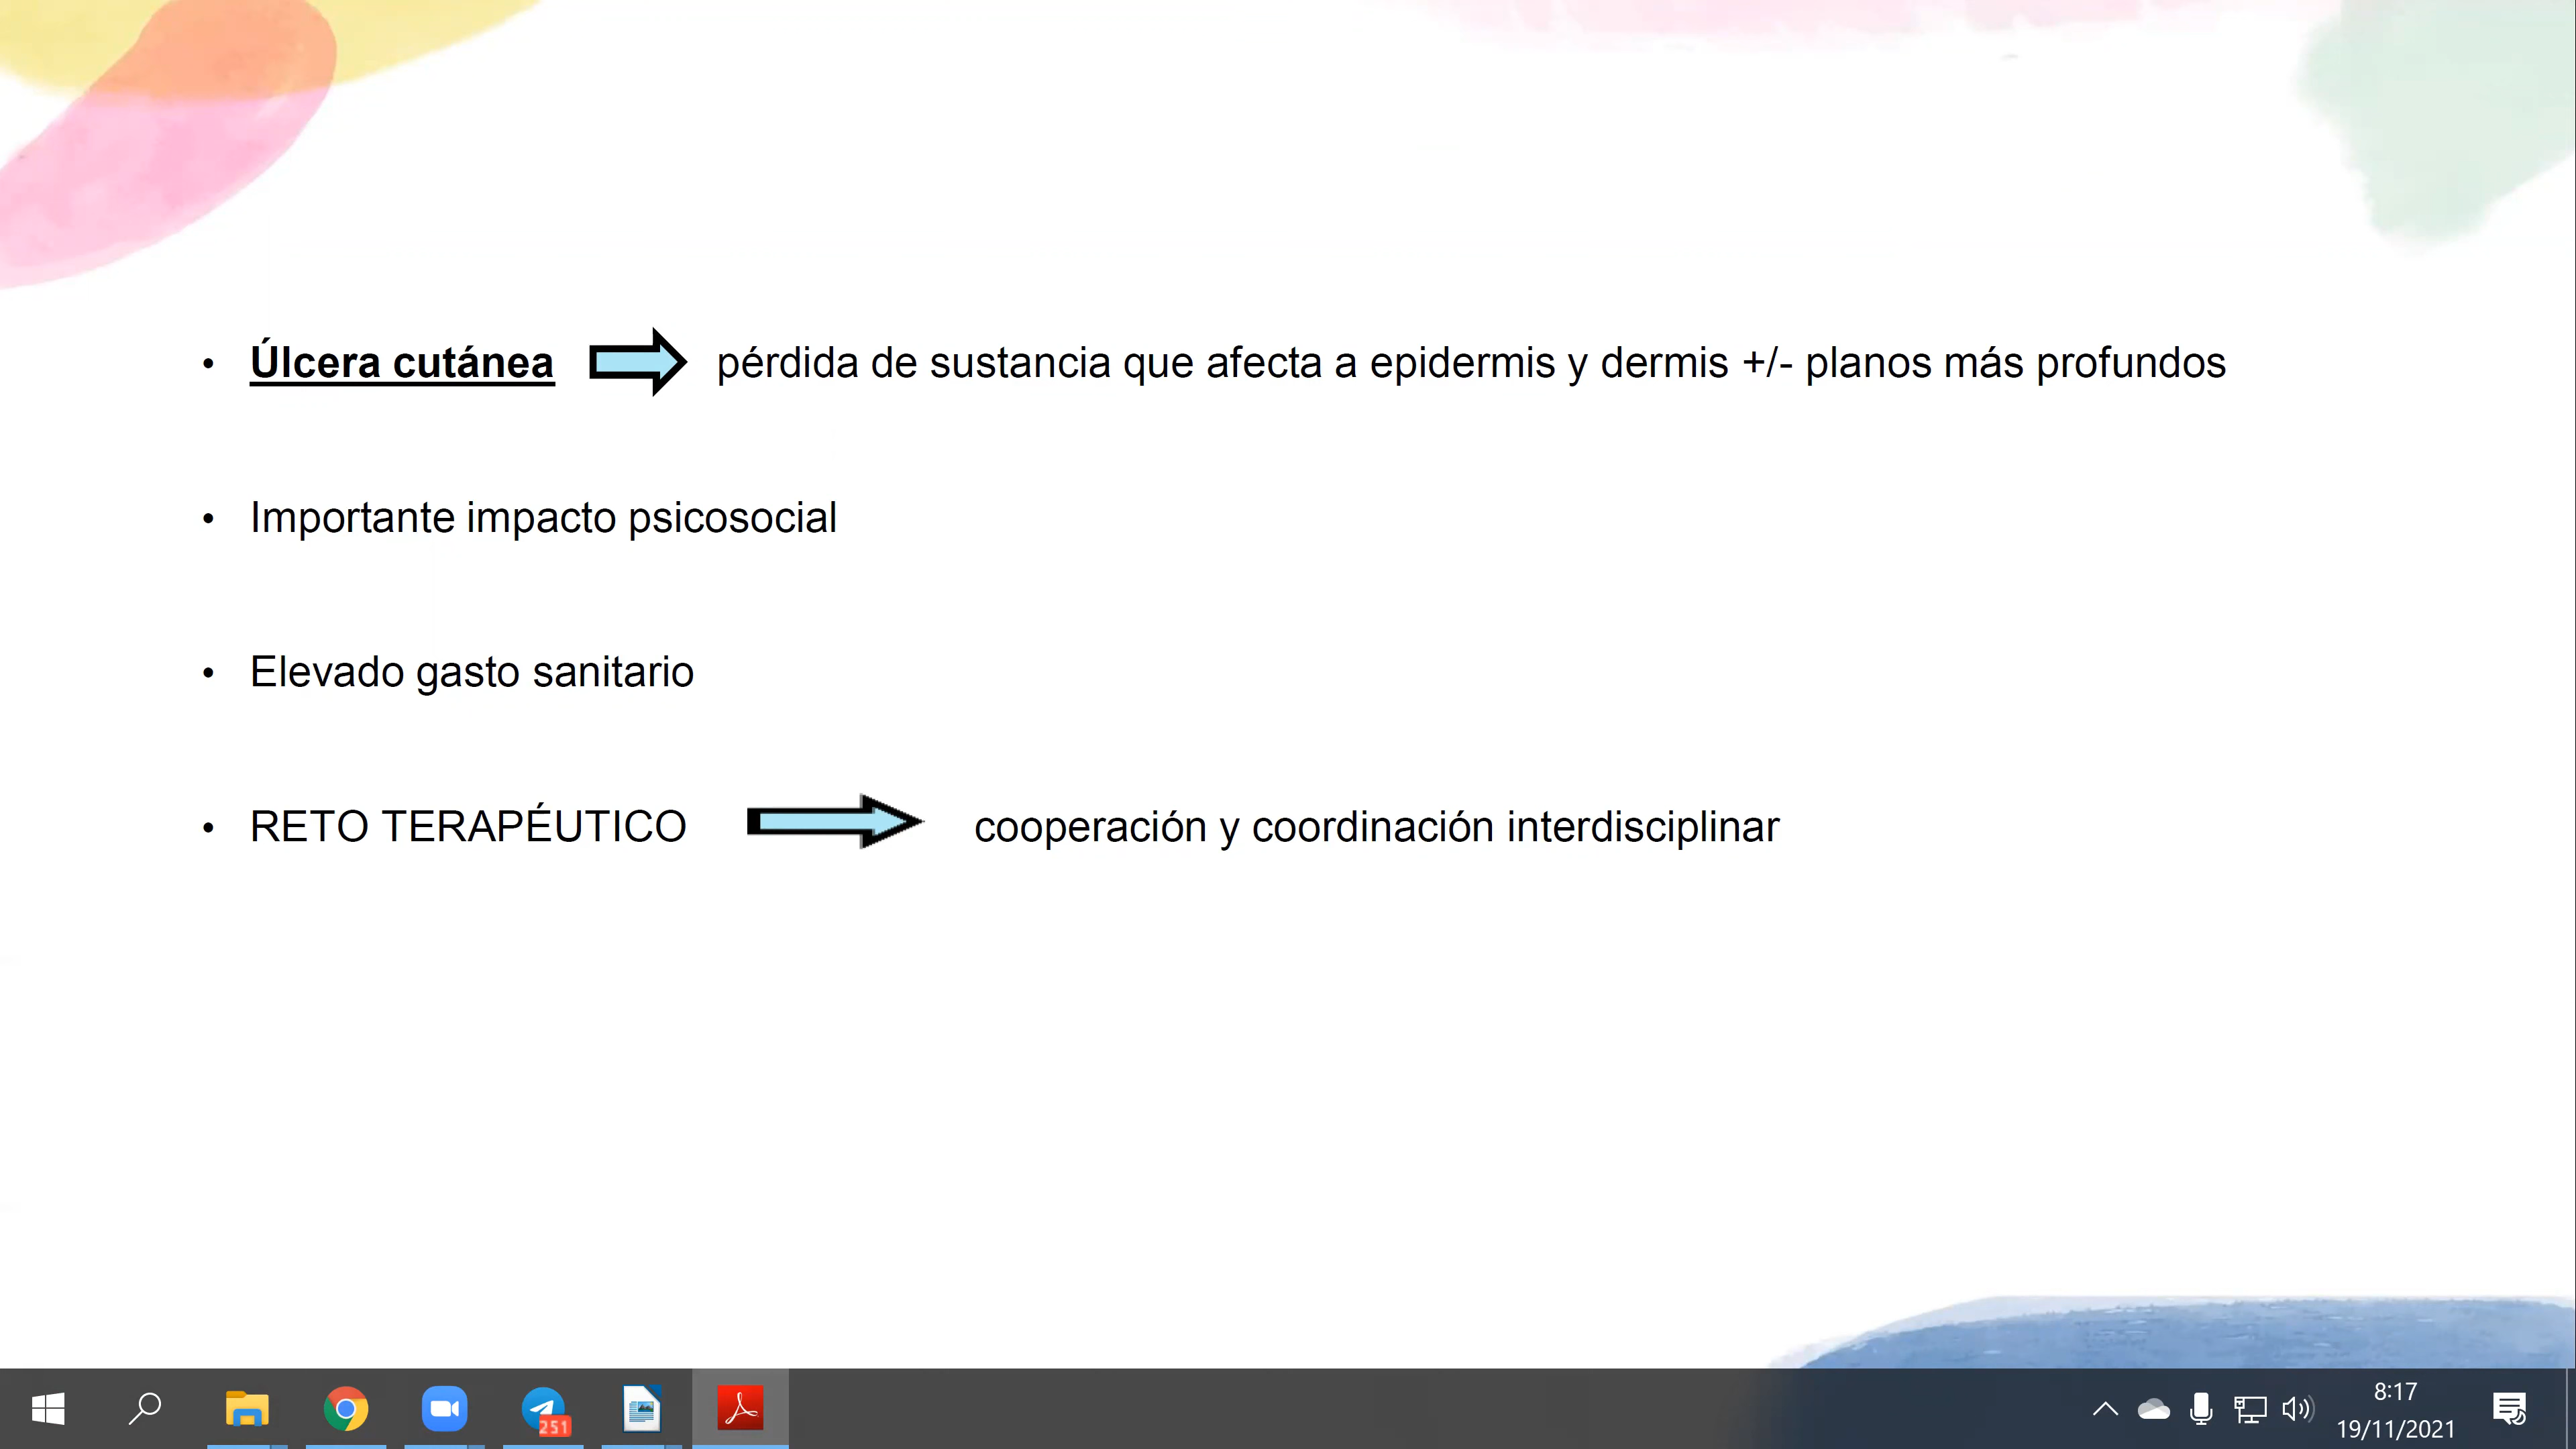 • Úlcera cutánea pérdida de sustancia que afecta a epidermis y dermis +/- planos más profundos
• Importante impacto psicosocial
• Elevado gasto sanitario
• RETO TERAPÉUTICO cooperación y coordinación interdisciplinar
251
8:17
19/11/2021